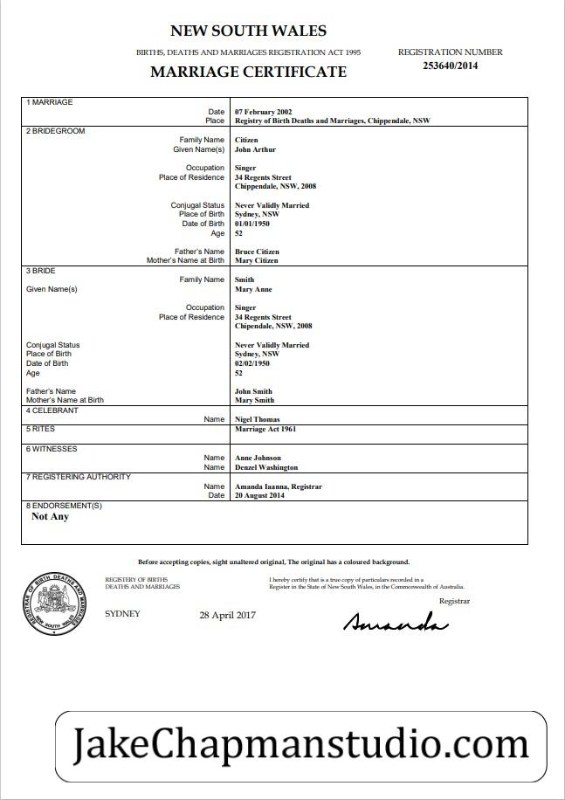 NEW SOUTH WALES
BIRTHS, DEATHS AND MARRIAGES REGISTRATION ACT 1995
REGISTRATION NUMBER
MARRIAGE CERTIFICATE
253640/2014
1 MARRIAGE
Date 07 February 2002
Place Registry of Birth Deaths and Marriages, Chippendale, NSW
2 BRIDEGROOM
Family Name Citizen
Given Name(s) John Arthur
Occupation Singer
Place of Residence 34 Regents Street
Chippendale, NSW, 2008
Conjugal Status Never Validly Married
Place of Birth Sydney, NSW
Date of Birth 01/01/1950
Age 52
Father's Name Bruce Citizen
Mother's Name at Birth Mary Citizen
3 BRIDE
Family Name Smith
Given Name(s) Mary Anne
Occupation Singer
Place of Residence 34 Regents Street
Chipendale, NSW, 2008
Conjugal Status Never Validly Married
Place of Birth Sydney, NSW
Date of Birth 02/02/1950
Age 52
Father's Name John Smith
Mother's Name at Birth Mary Smith
4 CELEBRANT
Name Nigel Thomas
5 RITES Marriage Act 1961
6 WITNESSES
Name Anne Johnson
Name Denzel Washington
7 REGISTERING AUTHORITY
Name Amanda Iaanna, Registrar
Date 20 August 2014
8 ENDORSEMENT(S)
Not Any
Before accepting copies, sight unaltered original, The original has a coloured background.
REGISTERY OF BIRTHS
DEATHS AND MARRIAGES
I hereby certify that is a true copy of particulars recorded in a
Register in the State of New South Wales, in the Commonwealth of Australia.
Registrar
SYDNEY 28 April 2017
Amanda
REGISTRAR OF BIRTHS DEATHS AND MARRIAGES
NEW SOUTH WALES
JakeChapmanstudio.com